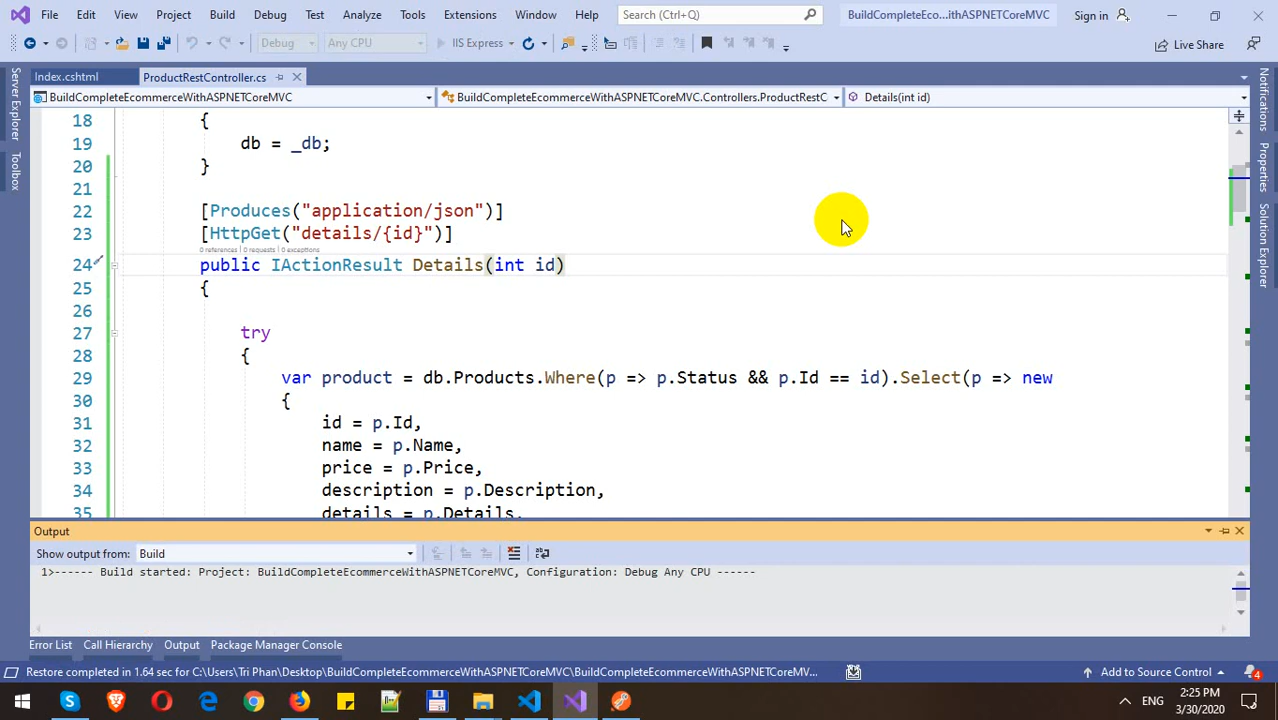 File Edit View Project Build Debug Test Analyze Tools Extensions Window Help Search (Ctrl+Q) BuildCompleteEco...ithASPNETCoreMVC Sign in
Debug Any CPU IIS Express Live Share
Index.cshtml ProductRestController.cs
BuildCompleteEcommerceWithASPNETCoreMVC BuildCompleteEcommerceWithASPNETCoreMVC.Controllers.ProductRestC Details(int id)
Server Explorer
Toolbox
Notifications
Properties
Solution Explorer
18 {
19 db = _db;
20 }
21
22 [Produces("application/json")]
23 [HttpGet("details/{id}")]
0 references | 0 requests | 0 exceptions
24 public IActionResult Details(int id)
25 {
26
27 try
28 {
29 var product = db.Products.Where(p => p.Status && p.Id == id).Select(p => new
30 {
31 id = p.Id,
32 name = p.Name,
33 price = p.Price,
34 description = p.Description,
35 details = p.Details,
Output
Show output from: Build
1>------ Build started: Project: BuildCompleteEcommerceWithASPNETCoreMVC, Configuration: Debug Any CPU ------
Error List Call Hierarchy Output Package Manager Console
Restore completed in 1.64 sec for C:\Users\Tri Phan\Desktop\BuildCompleteEcommerceWithASPNETCoreMVC\BuildCompleteEcommerceWithASPNETCoreMV... Add to Source Control 4
ENG 2:25 PM
3/30/2020